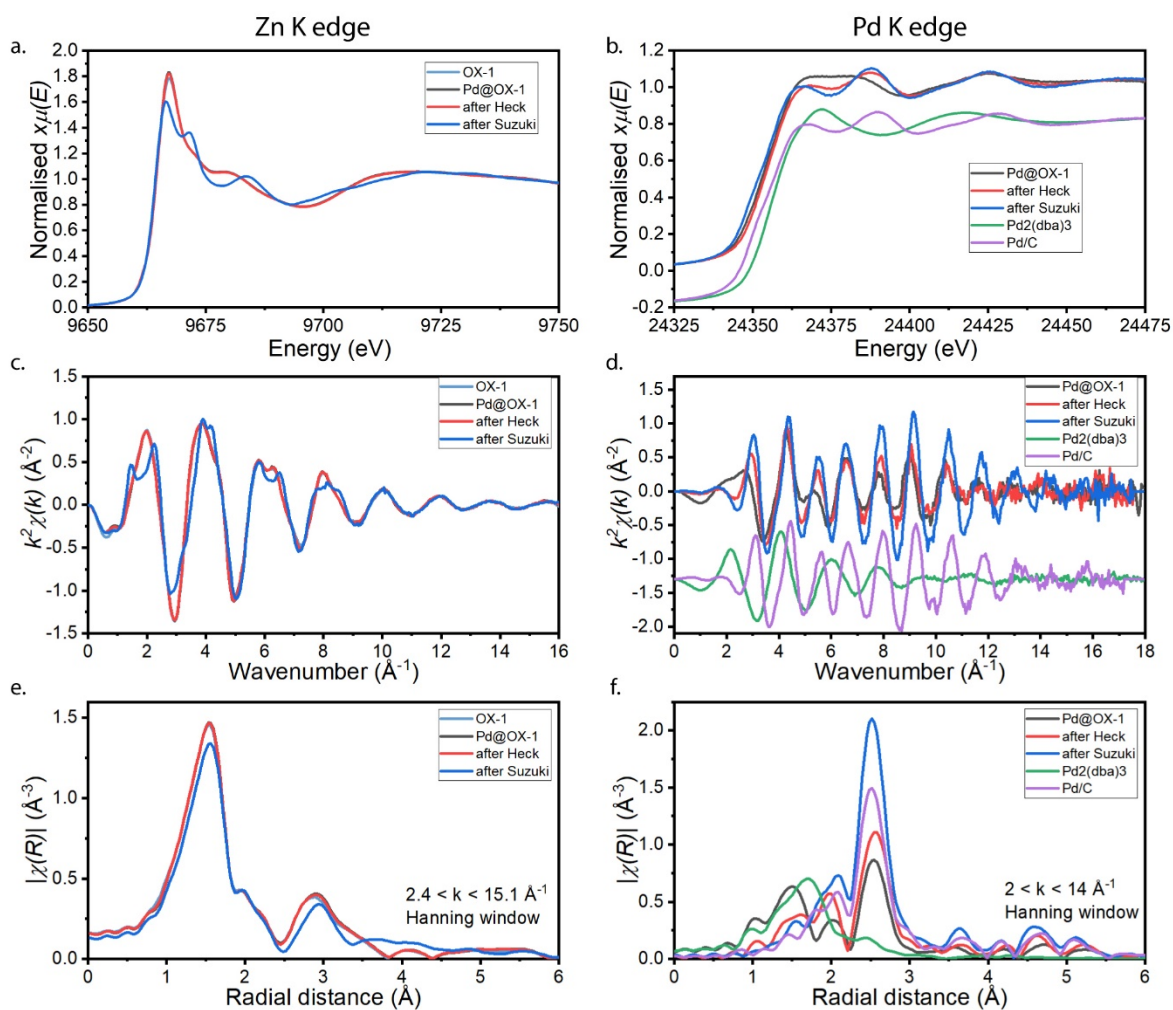 Zn K edge
Pd K edge
a.
2.0
1.8
1.6
1.4
1.2
1.0
0.8
0.6
0.4
0.2
0.0
Normalised xμ(E)
OX-1
Pd@OX-1
after Heck
after Suzuki
9650 9675 9700 9725 9750
Energy (eV)
b.
1.2
1.0
0.8
0.6
0.4
0.2
0.0
-0.2
Normalised xμ(E)
Pd@OX-1
after Heck
after Suzuki
Pd2(dba)3
Pd/C
24325 24350 24375 24400 24425 24450 24475
Energy (eV)
c.
1.5
1.0
0.5
0.0
-0.5
-1.0
-1.5
k²χ(k) (Å⁻²)
OX-1
Pd@OX-1
after Heck
after Suzuki
0 2 4 6 8 10 12 14 16
Wavenumber (Å⁻¹)
d.
1.5
1.0
0.5
0.0
-0.5
-1.0
-1.5
-2.0
k²χ(k) (Å⁻²)
Pd@OX-1
after Heck
after Suzuki
Pd2(dba)3
Pd/C
0 2 4 6 8 10 12 14 16 18
Wavenumber (Å⁻¹)
e.
1.5
1.0
0.5
0.0
|χ(R)| (Å⁻³)
OX-1
Pd@OX-1
after Heck
after Suzuki
2.4 < k < 15.1 Å⁻¹
Hanning window
0 1 2 3 4 5 6
Radial distance (Å)
f.
2.0
1.5
1.0
0.5
0.0
|χ(R)| (Å⁻³)
Pd@OX-1
after Heck
after Suzuki
Pd2(dba)3
Pd/C
2 < k < 14 Å⁻¹
Hanning window
0 1 2 3 4 5 6
Radial distance (Å)